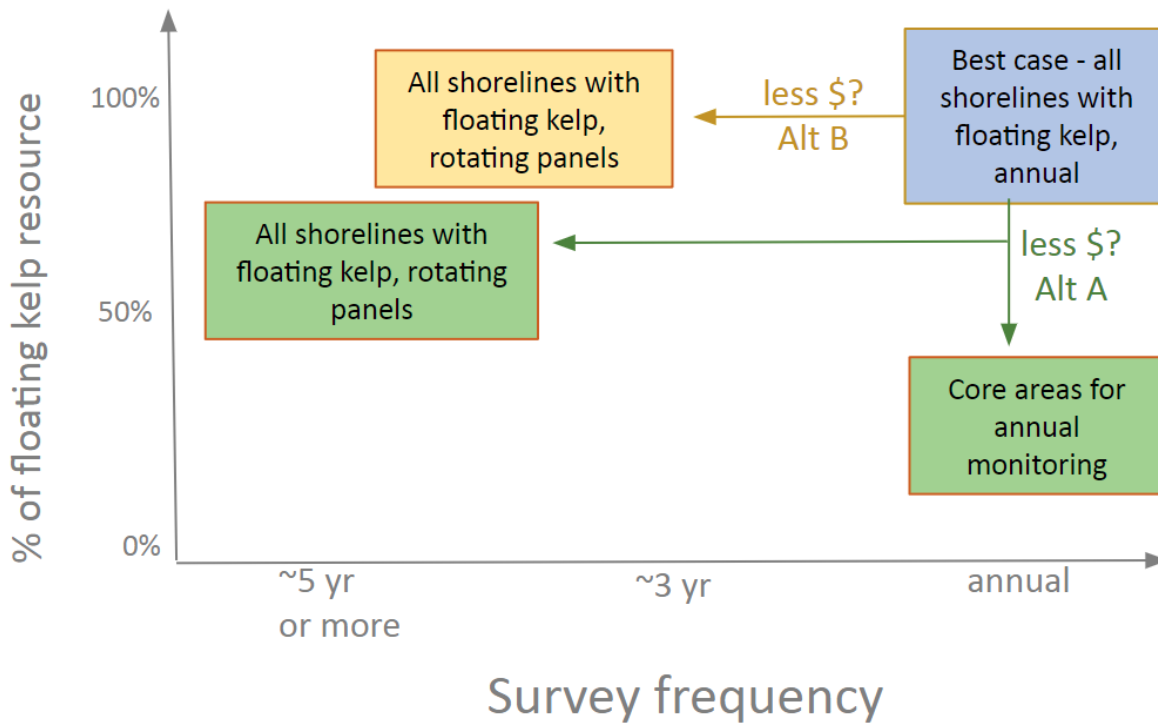 % of floating kelp resource
100%
50%
0%
All shorelines with
floating kelp,
rotating panels
less $?
Alt B
Best case - all
shorelines with
floating kelp,
annual
All shorelines with
floating kelp, rotating
panels
less $?
Alt A
Core areas for
annual
monitoring
~5 yr
or more
~3 yr
annual
Survey frequency